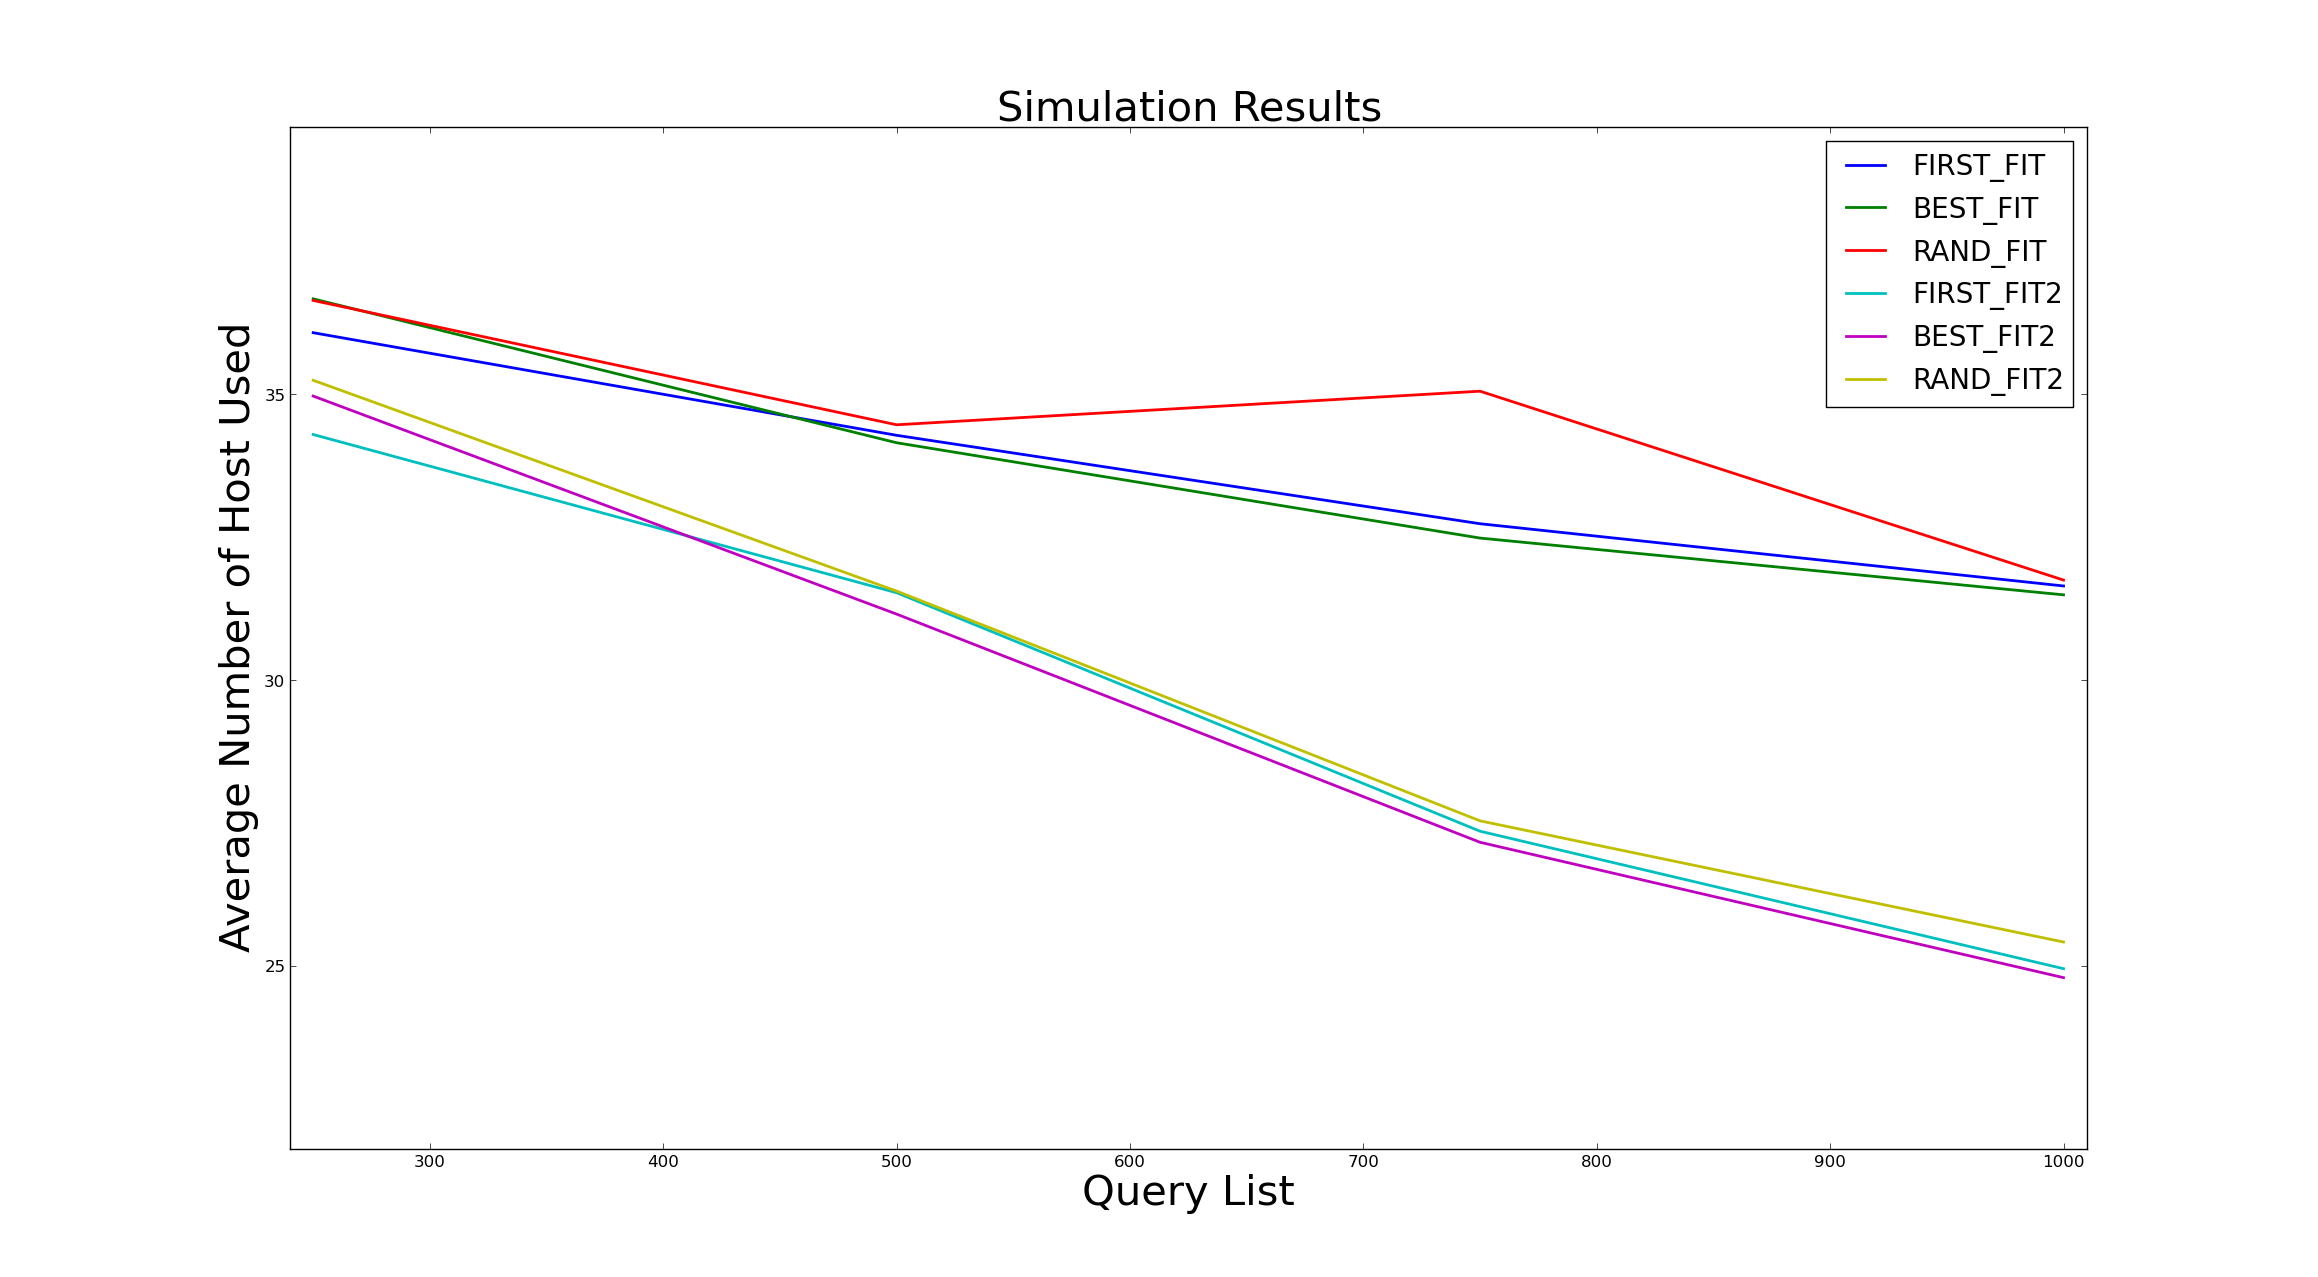 Simulation Results
FIRST_FIT
BEST_FIT
RAND_FIT
FIRST_FIT2
BEST_FIT2
RAND_FIT2
Average Number of Host Used
35
30
25
300 400 500 600 700 800 900 1000
Query List